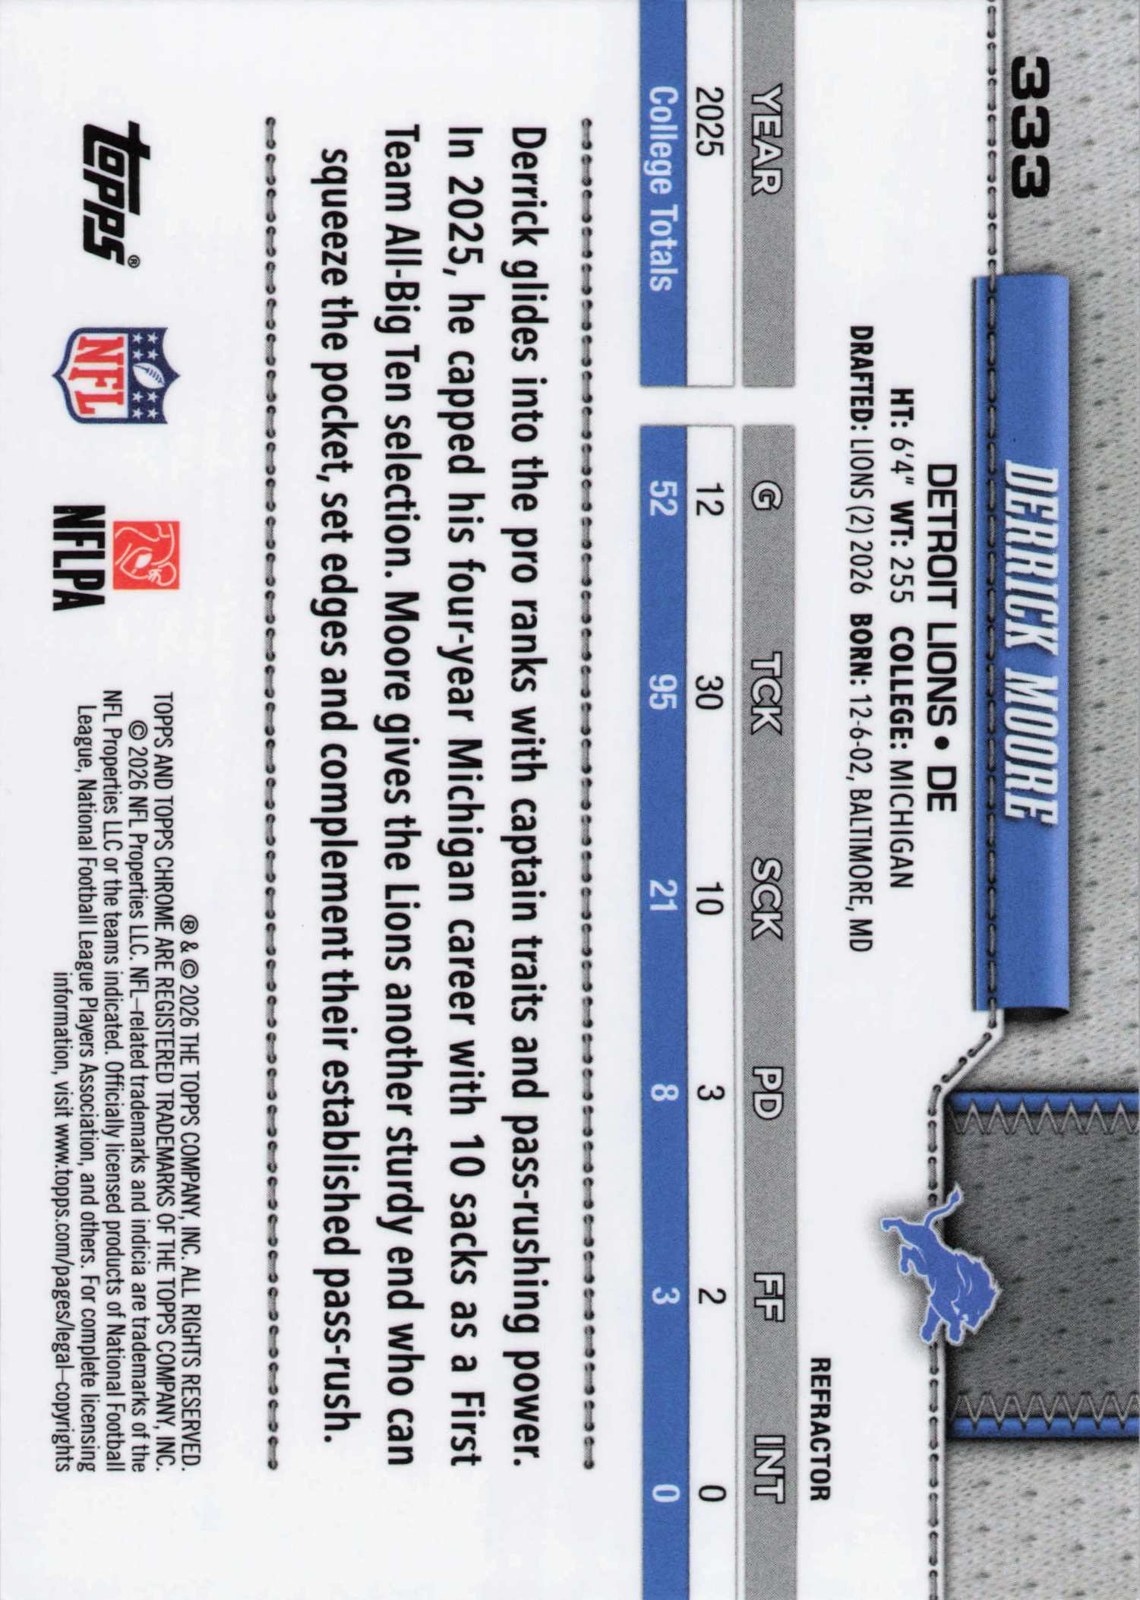 333
DERRICK MOORE
DETROIT LIONS • DE
HT: 6'4" WT: 255 COLLEGE: MICHIGAN
DRAFTED: LIONS (2) 2026 BORN: 12-6-02, BALTIMORE, MD
REFRACTOR
YEAR G TCK SCK PD FF INT
2025 12 30 10 3 2 0
College Totals 52 95 21 8 3 0
Derrick glides into the pro ranks with captain traits and pass-rushing power.
In 2025, he capped his four-year Michigan career with 10 sacks as a First
Team All-Big Ten selection. Moore gives the Lions another sturdy end who can
squeeze the pocket, set edges and complement their established pass-rush.
topps®
NFL
NFLPA
® & © 2026 THE TOPPS COMPANY, INC. ALL RIGHTS RESERVED.
TOPPS AND TOPPS CHROME ARE REGISTERED TRADEMARKS OF THE TOPPS COMPANY, INC.
© 2026 NFL Properties LLC. NFL-related trademarks and indicia are trademarks of the
NFL Properties LLC or the teams indicated. Officially licensed products of National Football
League, National Football League Players Association, and others. For complete licensing
information, visit www.topps.com/pages/legal-copyrights